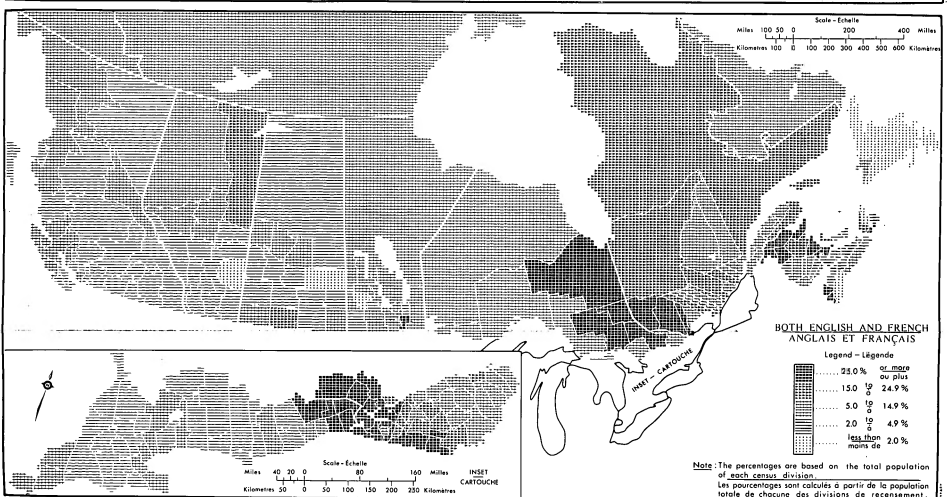 Scale - Echelle
Miles 100 50 0 200 400 Milles
Kilometres 100 0 100 200 300 400 500 600 Kilomètres
INSET - CARTOUCHE
BOTH ENGLISH AND FRENCH
ANGLAIS ET FRANÇAIS
Legend - Légende
25.0 % or more ou plus
15.0 to à 24.9 %
5.0 to à 14.9 %
2.0 to à 4.9 %
less than moins de 2.0 %
Scale - Échelle
Miles 40 20 0 80 160 Milles
Kilometres 50 0 50 100 150 200 250 Kilomètres
INSET
CARTOUCHE
Note : The percentages are based on the total population
of each census division.
Les pourcentages sont calculés à partir de la population
totale de chacune des divisions de recensement.